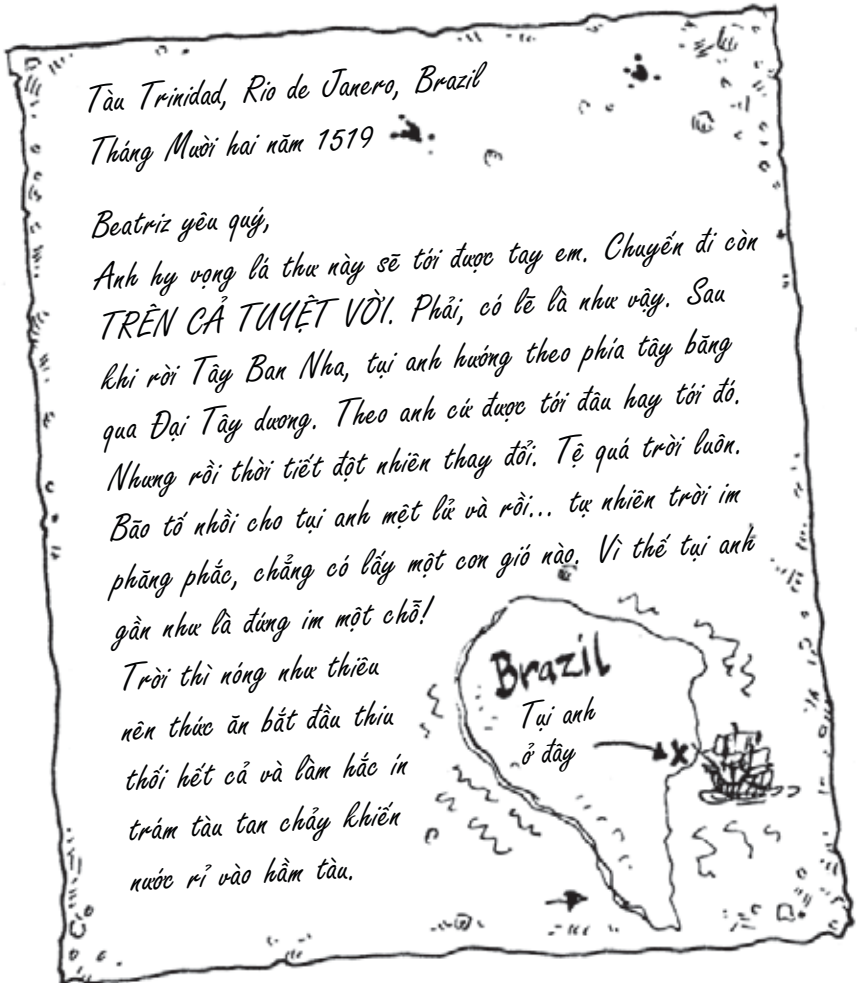 Tàu Trinidad, Rio de Janero, Brazil
Tháng Mười hai năm 1519
Beatriz yêu quý,
Anh hy vọng lá thư này sẽ tới được tay em. Chuyến đi còn
TRÊN CẢ TUYỆT VỜI. Phải, có lẽ là như vậy. Sau
khi rời Tây Ban Nha, tụi anh hướng theo phía tây băng
qua Đại Tây dương. Theo anh cứ được tới đâu hay tới đó.
Nhưng rồi thời tiết đột nhiên thay đổi. Tệ quá trời luôn.
Bão tố nhồi cho tụi anh mệt lử và rồi... tự nhiên trời im
phăng phắc, chẳng có lấy một cơn gió nào. Vì thế tụi anh
gần như là đứng im một chỗ!
Trời thì nóng như thiêu
nên thức ăn bắt đầu thiu
thối hết cả và làm hắc ín
trám tàu tan chảy khiến
nước rỉ vào hầm tàu.
Brazil
Tụi anh
ở đây